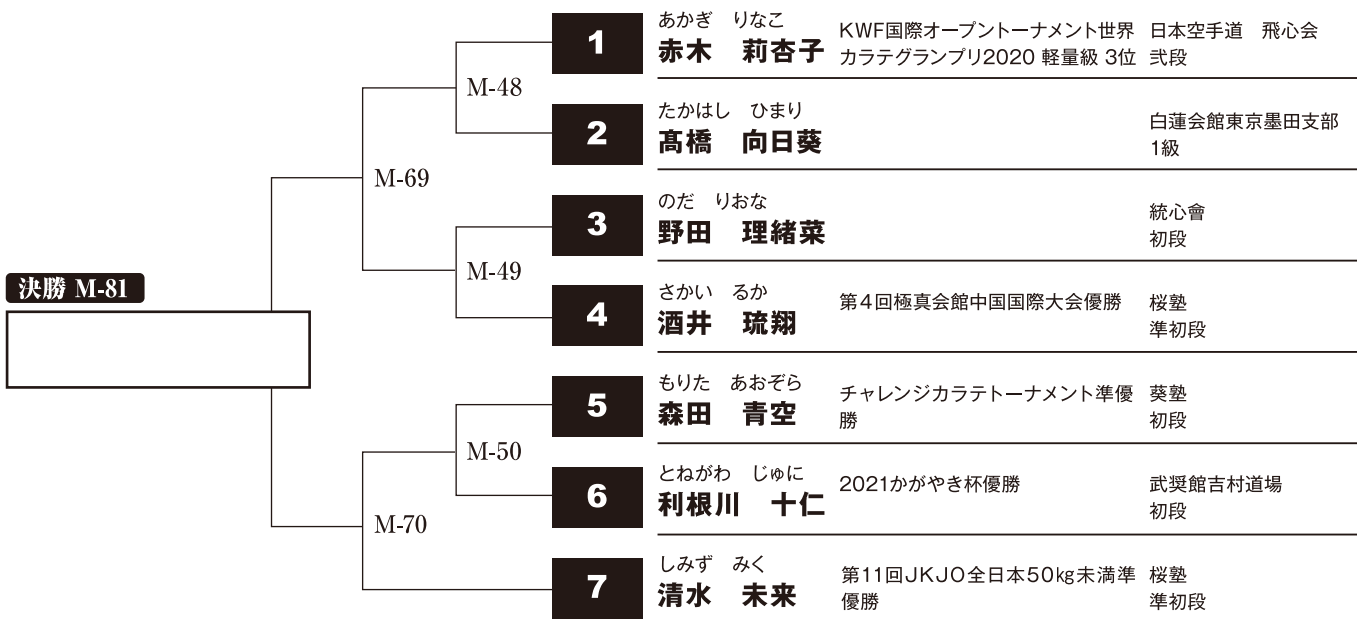 決勝 M-81
M-69
M-70
M-48
M-49
M-50
1
あかぎ りなこ
赤木 莉杏子
KWF国際オープントーナメント世界
カラテグランプリ2020 軽量級 3位
日本空手道 飛心会
弐段
2
たかはし ひまり
髙橋 向日葵
白蓮会館東京墨田支部
1級
3
のだ りおな
野田 理緒菜
統心會
初段
4
さかい るか
酒井 琉翔
第4回極真会館中国国際大会優勝
桜塾
準初段
5
もりた あおぞら
森田 青空
チャレンジカラテトーナメント準優
勝
葵塾
初段
6
とねがわ じゅに
利根川 十仁
2021かがやき杯優勝
武奨館吉村道場
初段
7
しみず みく
清水 未来
第11回JKJO全日本50kg未満準
優勝
桜塾
準初段